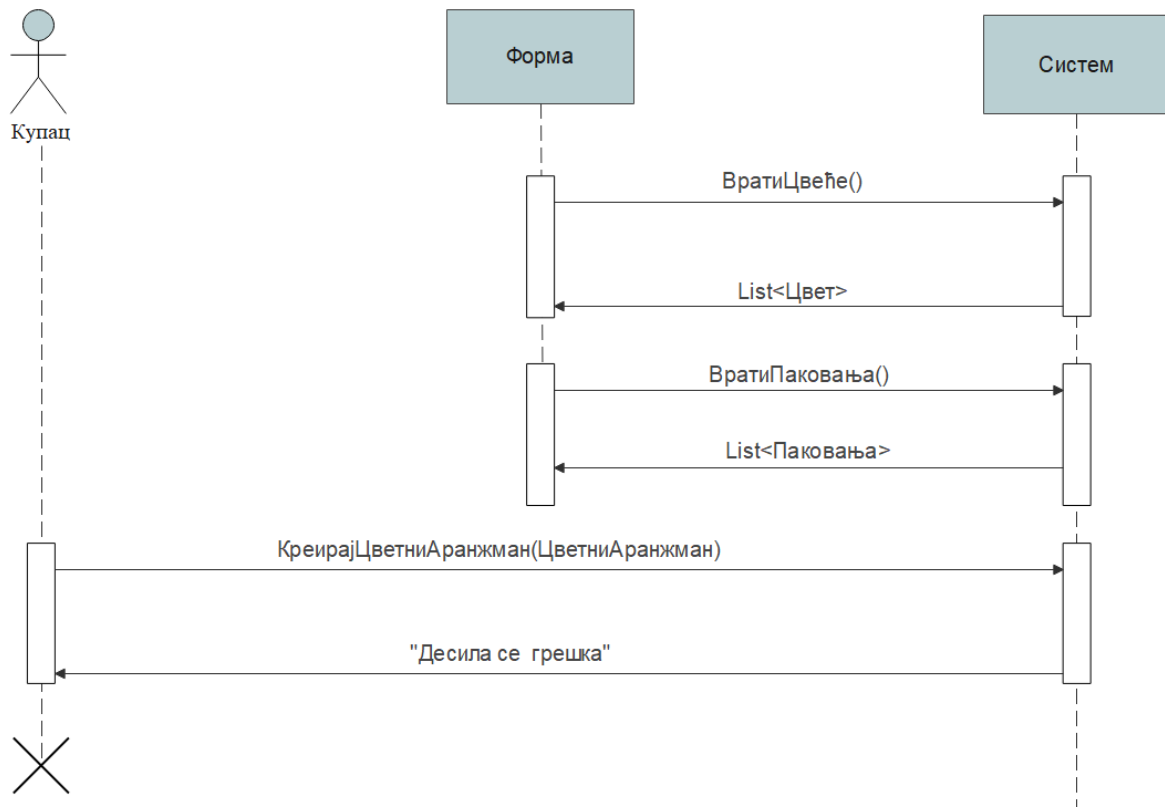 Форма
Систем
Купац
ВратиЦвеће()
List<Цвет>
ВратиПаковања()
List<Паковања>
КреирајЦветниАранжман(ЦветниАранжман)
"Десила се грешка"